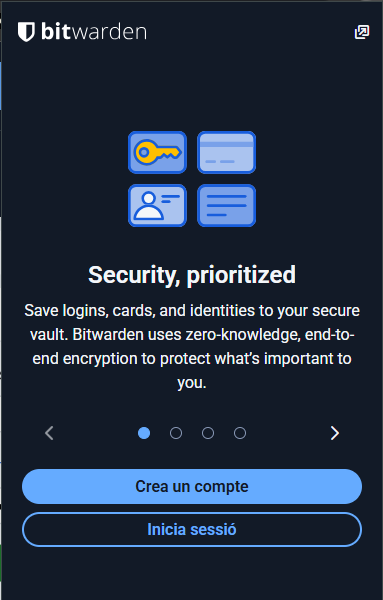 bitwarden
Security, prioritized
Save logins, cards, and identities to your secure
vault. Bitwarden uses zero-knowledge, end-to-
end encryption to protect what’s important to
you.
Crea un compte
Inicia sessió